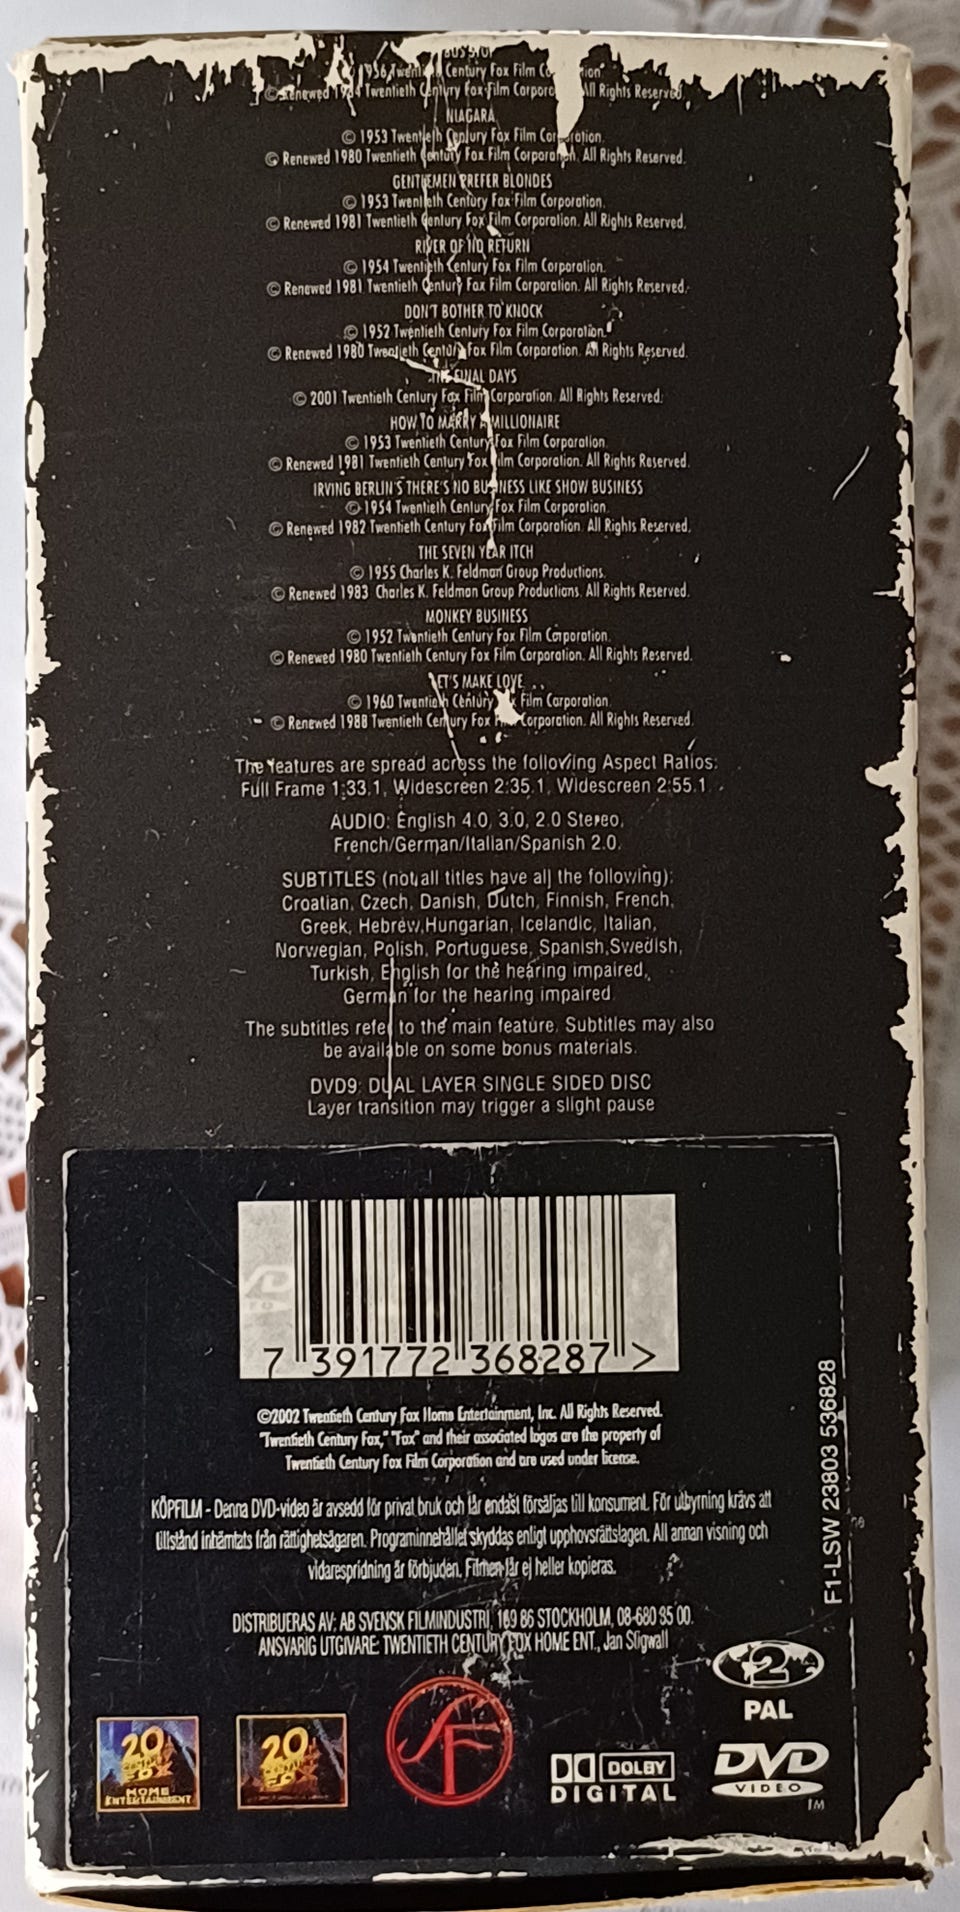 BUS STOP
1956 Twentieth Century Fox Film
© Renewed 1984 Twentieth Century Fox Film Corporation All Rights Reserved.
NIAGARA
© 1953 Twentieth Century Fox Film Corporation.
© Renewed 1980 Twentieth Century Fox Film Corporation. All Rights Reserved.
GENTLEMEN PREFER BLONDES
© 1953 Twentieth Century Fox Film Corporation.
© Renewed 1981 Twentieth Century Fox Film Corporation. All Rights Reserved.
RIVER OF NO RETURN
© 1954 Twentieth Century Fox Film Corporation.
© Renewed 1981 Twentieth Century Fox Film Corporation. All Rights Reserved.
DON'T BOTHER TO KNOCK
© 1952 Twentieth Century Fox Film Corporation.
© Renewed 1980 Twentieth Century Fox Film Corporation. All Rights Reserved.
THE FINAL DAYS
© 2001 Twentieth Century Fox Film Corporation. All Rights Reserved.
HOW TO MARRY A MILLIONAIRE
© 1953 Twentieth Century Fox Film Corporation.
© Renewed 1981 Twentieth Century Fox Film Corporation. All Rights Reserved.
IRVING BERLIN'S THERE'S NO BUSINESS LIKE SHOW BUSINESS
© 1954 Twentieth Century Fox Film Corporation.
© Renewed 1982 Twentieth Century Fox Film Corporation. All Rights Reserved.
THE SEVEN YEAR ITCH
© 1955 Charles K. Feldman Group Productions.
© Renewed 1983 Charles K. Feldman Group Productions. All Rights Reserved.
MONKEY BUSINESS
© 1952 Twentieth Century Fox Film Corporation.
© Renewed 1980 Twentieth Century Fox Film Corporation. All Rights Reserved.
LET'S MAKE LOVE
© 1960 Twentieth Century Fox Film Corporation.
© Renewed 1988 Twentieth Century Fox Film Corporation. All Rights Reserved.
The features are spread across the following Aspect Ratios:
Full Frame 1:33.1, Widescreen 2:35.1, Widescreen 2:55.1
AUDIO: English 4.0, 3.0, 2.0 Stereo,
French/German/Italian/Spanish 2.0.
SUBTITLES (not all titles have all the following):
Croatian, Czech, Danish, Dutch, Finnish, French,
Greek, Hebrew,Hungarian, Icelandic, Italian,
Norwegian, Polish, Portuguese, Spanish,Swedish,
Turkish, English for the hearing impaired,
German for the hearing impaired
The subtitles refer to the main feature. Subtitles may also
be available on some bonus materials.
DVD9: DUAL LAYER SINGLE SIDED DISC
Layer transition may trigger a slight pause
7 391772 368287 >
©2002 Twentieth Century Fox Home Entertainment, Inc. All Rights Reserved.
"Twentieth Century Fox," "Fox" and their associated logos are the property of
Twentieth Century Fox Film Corporation and are used under license.
KÖPFILM - Denna DVD-video är avsedd för privat bruk och får endast försäljas till konsument. För uthyrning krävs att
tillstånd inhämtats från rättighetsägaren. Programinnehållet skyddas enligt upphovsrättslagen. All annan visning och
vidarespridning är förbjuden. Filmen får ej heller kopieras.
DISTRIBUERAS AV: AB SVENSK FILMINDUSTRI, 169 86 STOCKHOLM, 08-680 95 00.
ANSVARIG UTGIVARE: TWENTIETH CENTURY FOX HOME ENT., Jan Stigwall
F1-LSW 23803 536828
2
PAL
20
CENTURY
FOX
HOME
ENTERTAINMENT
20
CENTURY
FOX
SF
DOLBY
DIGITAL
DVD
VIDEO
TM